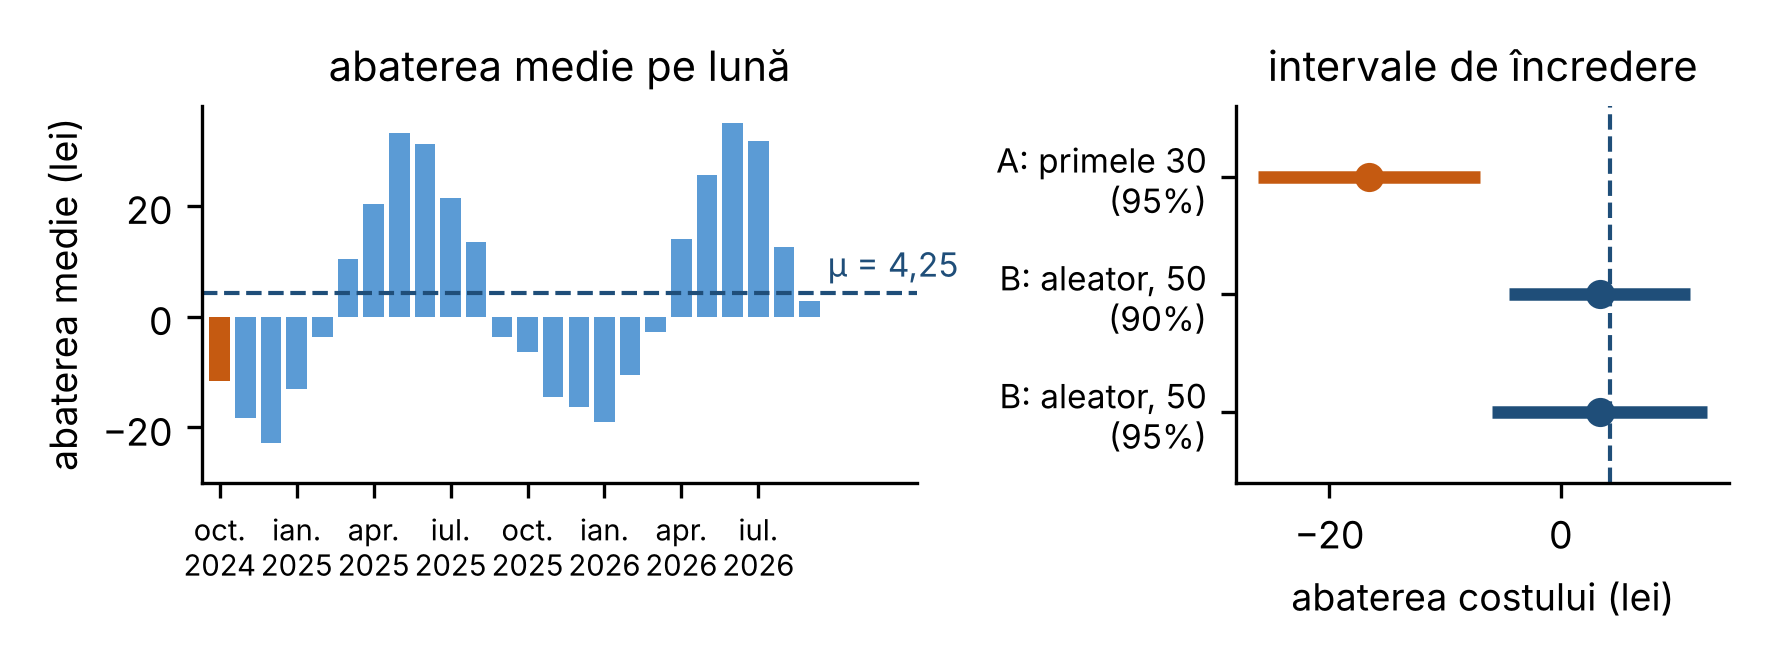 abaterea medie pe lună
abaterea medie (lei)
20
0
−20
μ = 4,25
oct. ian. apr. iul. oct. ian. apr. iul.
2024 2025 2025 2025 2025 2026 2026 2026
intervale de încredere
A: primele 30
(95%)
B: aleator, 50
(90%)
B: aleator, 50
(95%)
−20 0
abaterea costului (lei)